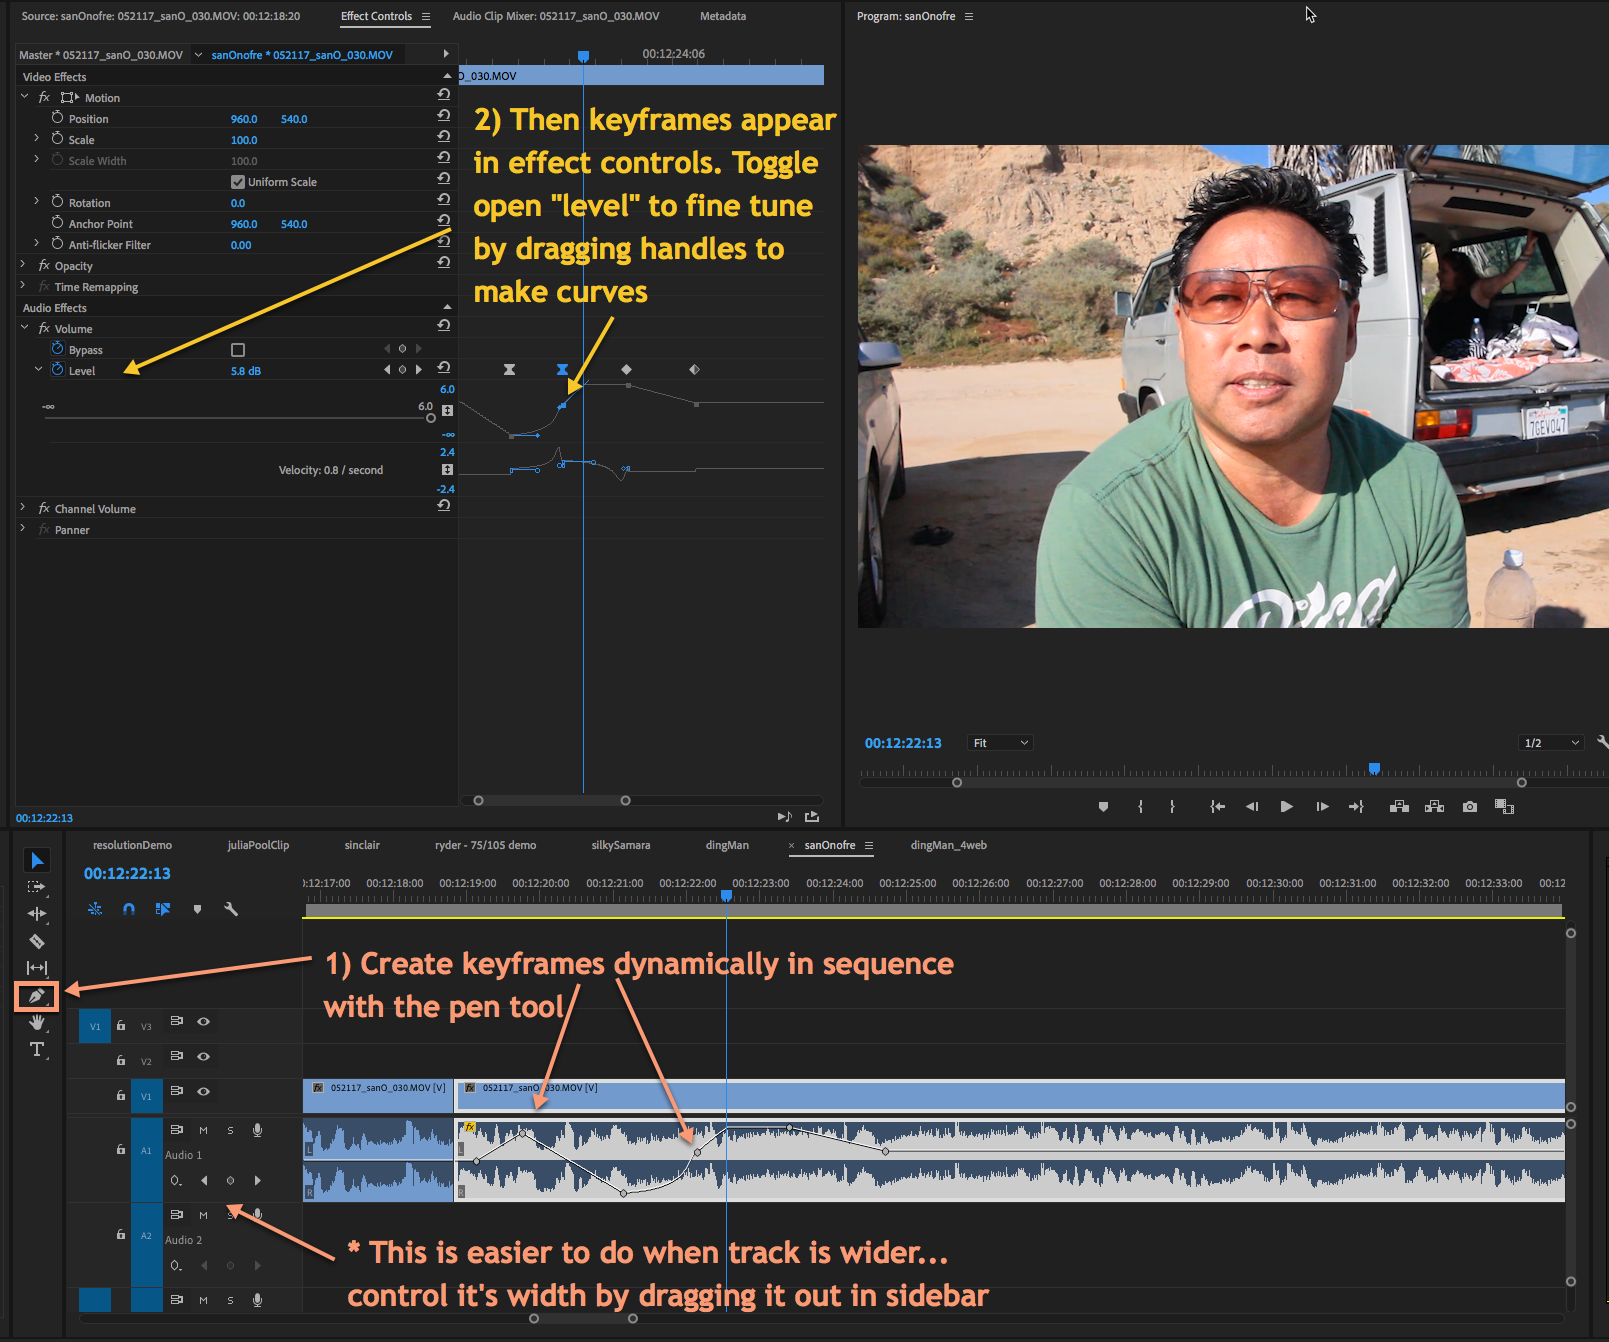 Source: sanOnofre: 052117_sanO_030.MOV: 00:12:18:20
Effect Controls
Audio Clip Mixer: 052117_sanO_030.MOV
Metadata
Master * 052117_sanO_030.MOV
sanOnofre * 052117_sanO_030.MOV
Video Effects
fx Motion
Position 960.0 540.0
Scale 100.0
Scale Width 100.0
Uniform Scale
Rotation 0.0
Anchor Point 960.0 540.0
Anti-flicker Filter 0.00
fx Opacity
fx Time Remapping
Audio Effects
fx Volume
Bypass
Level 5.8 dB
6.0
-∞ 6.0
-∞
2.4
Velocity: 0.8 / second
-2.4
fx Channel Volume
fx Panner
00:12:22:13
00:12:24:06
O_030.MOV
2) Then keyframes appear
in effect controls. Toggle
open "level" to fine tune
by dragging handles to
make curves
Program: sanOnofre
7GEV047
00:12:22:13
Fit
1/2
resolutionDemo
juliaPoolClip
sinclair
ryder - 75/105 demo
silkySamara
dingMan
× sanOnofre
dingMan_4web
00:12:22:13
):12:17:00 00:12:18:00 00:12:19:00 00:12:20:00 00:12:21:00 00:12:22:00 00:12:23:00 00:12:24:00 00:12:25:00 00:12:26:00 00:12:27:00 00:12:28:00 00:12:29:00 00:12:30:00 00:12:31:00 00:12:32:00 00:12:33:00 00:12
1) Create keyframes dynamically in sequence
with the pen tool
T
V1 V3
V2
V1
fx 052117_sanO_030.MOV [V]
fx 052117_sanO_030.MOV [V]
A1 M S
Audio 1
fx
L L
R R
A2 M S
Audio 2
M S
* This is easier to do when track is wider...
control it's width by dragging it out in sidebar